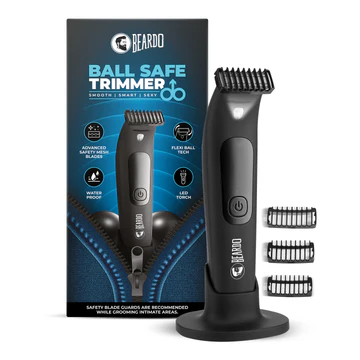 BEARDO
BALL SAFE
TRIMMER
SMOOTH | SMART | SEXY
ADVANCED
SAFETY MESH
BLADES
FLEXI BALL
TECH
WATER
PROOF
LED
TORCH
SAFETY BLADE GUARDS ARE RECOMMENDED
WHILE GROOMING INTIMATE AREAS.
BEARDO